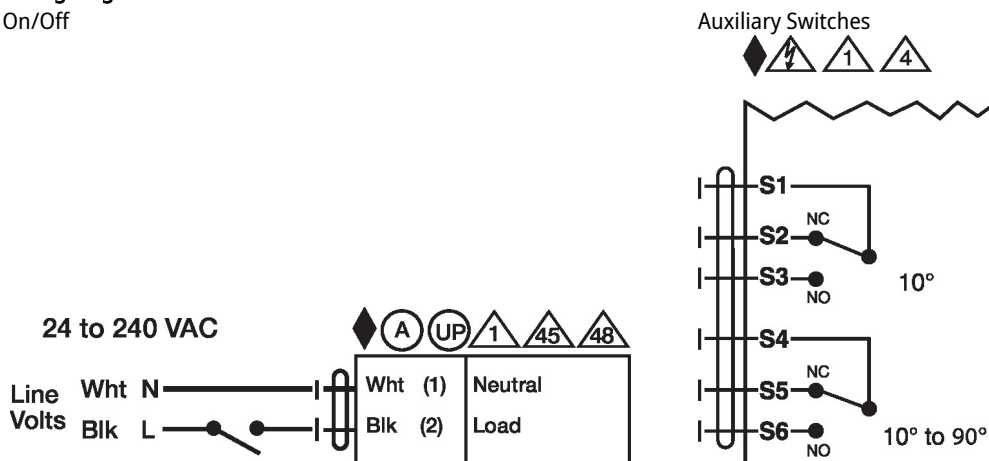 On/Off
24 to 240 VAC
A UP 1 45 48
Line Volts
Wht N
Wht (1) Neutral
Blk L
Blk (2) Load
Auxiliary Switches
1 4
S1
S2 NC
S3 NO
10°
S4
S5 NC
S6 NO
10° to 90°